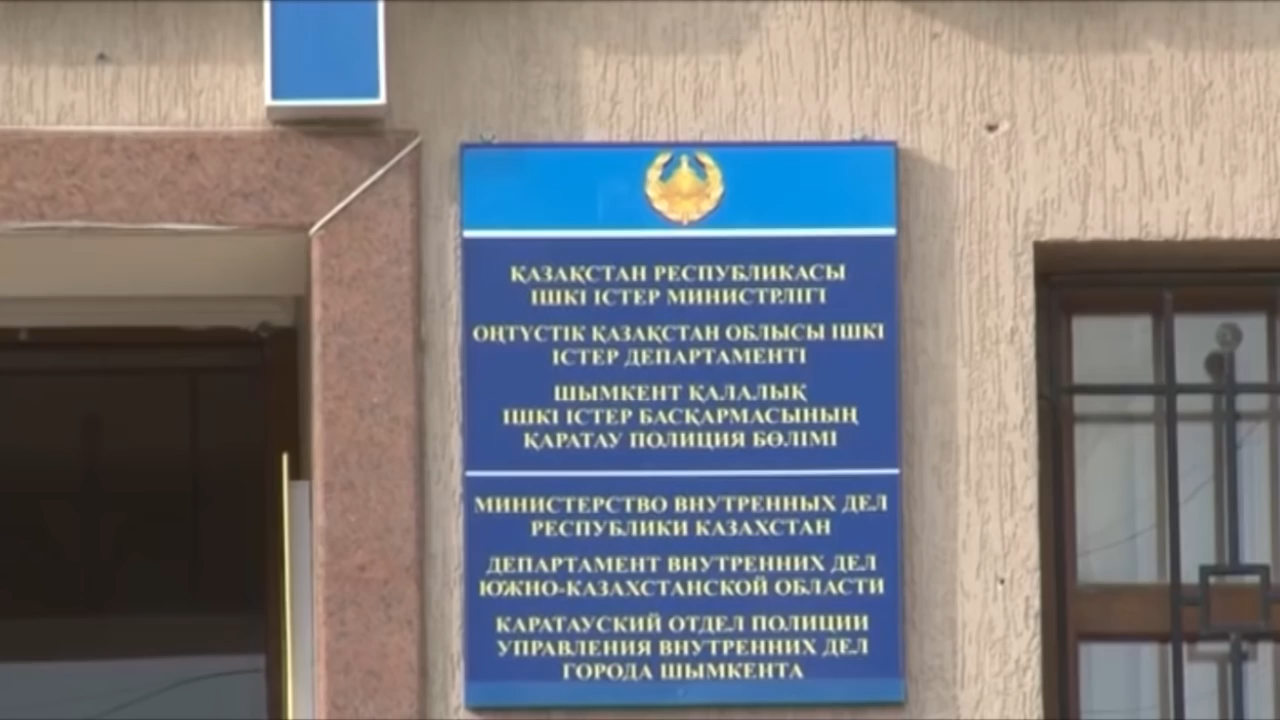 ҚАЗАҚСТАН РЕСПУБЛИКАСЫ
ІШКІ ІСТЕР МИНИСТРЛІГІ
ОҢТҮСТІК ҚАЗАҚСТАН ОБЛЫСЫ ІШКІ
ІСТЕР ДЕПАРТАМЕНТІ
ШЫМКЕНТ ҚАЛАЛЫҚ
ІШКІ ІСТЕР БАСҚАРМАСЫНЫҢ
ҚАРАТАУ ПОЛИЦИЯ БӨЛІМІ
МИНИСТЕРСТВО ВНУТРЕННЫХ ДЕЛ
РЕСПУБЛИКИ КАЗАХСТАН
ДЕПАРТАМЕНТ ВНУТРЕННИХ ДЕЛ
ЮЖНО-КАЗАХСТАНСКОЙ ОБЛАСТИ
КАРАТАУСКИЙ ОТДЕЛ ПОЛИЦИИ
УПРАВЛЕНИЯ ВНУТРЕННИХ ДЕЛ
ГОРОДА ШЫМКЕНТА